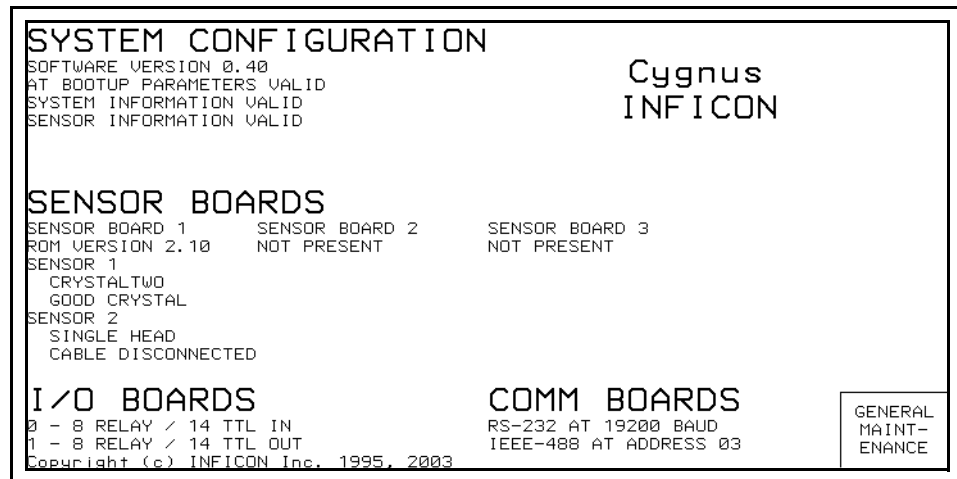 SYSTEM CONFIGURATION
SOFTWARE VERSION 0.40
AT BOOTUP PARAMETERS VALID
SYSTEM INFORMATION VALID
SENSOR INFORMATION VALID
Cygnus
INFICON
SENSOR BOARDS
SENSOR BOARD 1 SENSOR BOARD 2 SENSOR BOARD 3
ROM VERSION 2.10 NOT PRESENT NOT PRESENT
SENSOR 1
CRYSTALTWO
GOOD CRYSTAL
SENSOR 2
SINGLE HEAD
CABLE DISCONNECTED
I/O BOARDS
0 - 8 RELAY / 14 TTL IN
1 - 8 RELAY / 14 TTL OUT
COMM BOARDS
RS-232 AT 19200 BAUD
IEEE-488 AT ADDRESS 03
Copyright (c) INFICON Inc. 1995, 2003
GENERAL
MAINT-
ENANCE